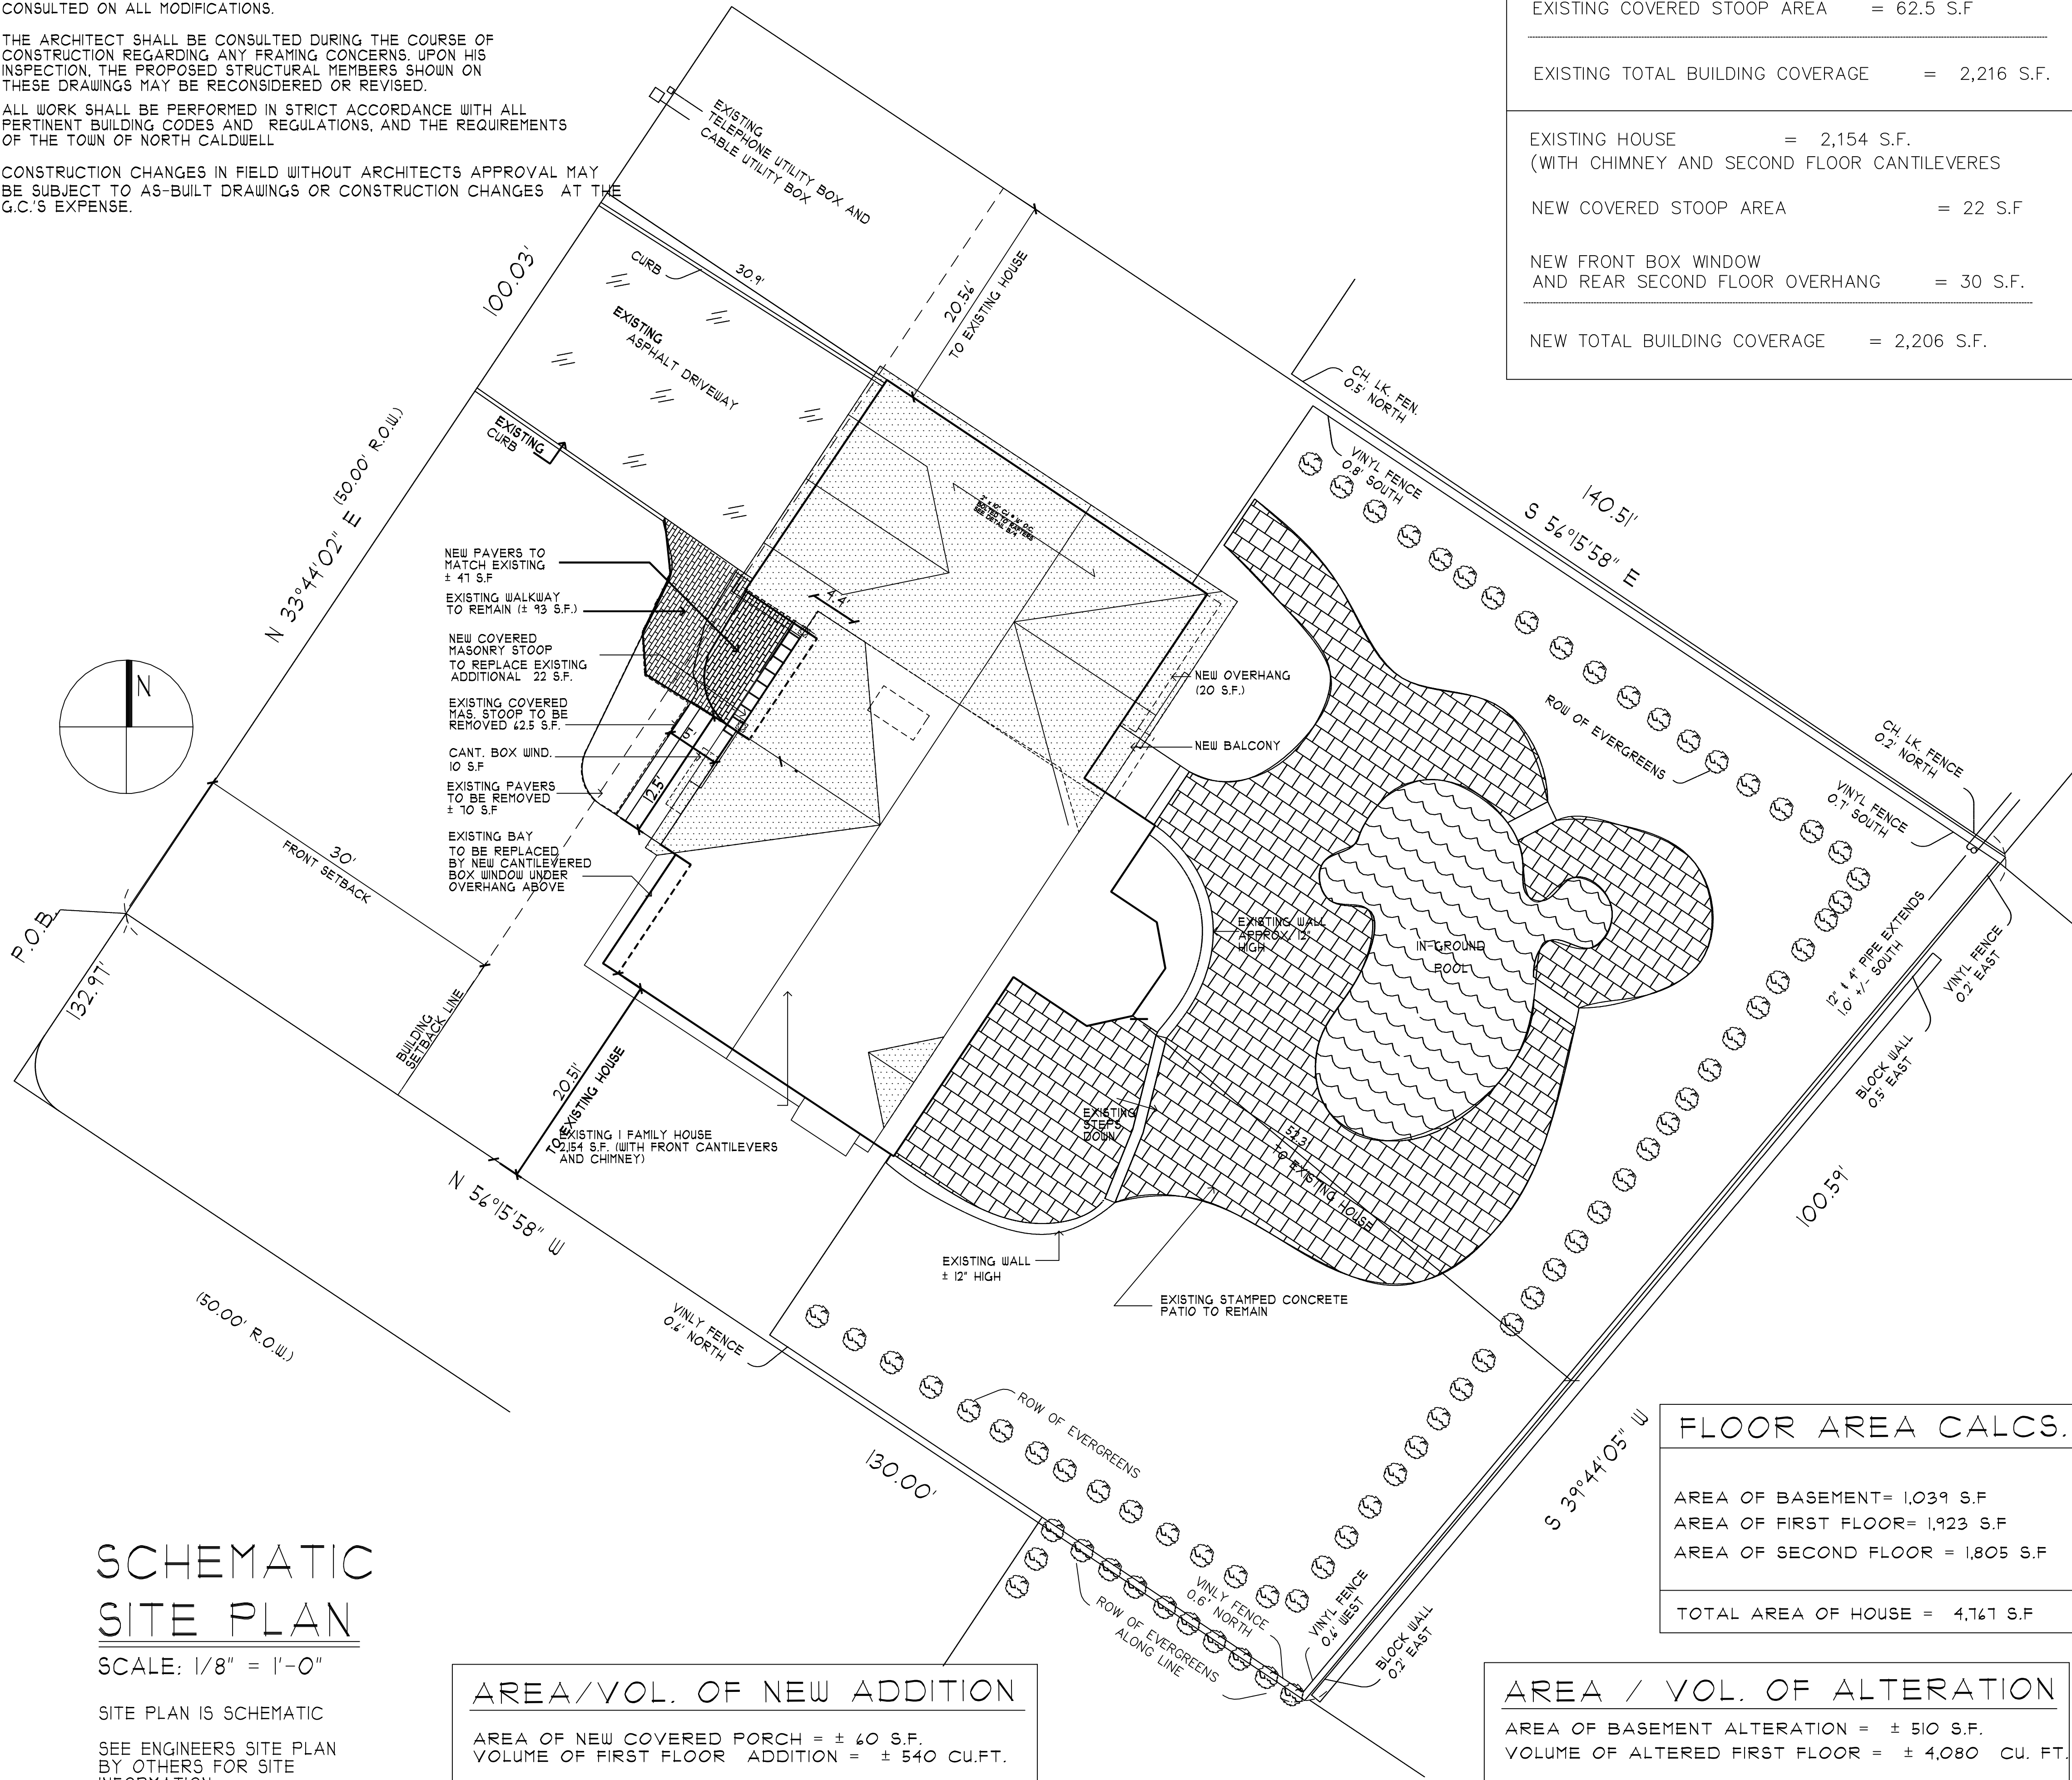 CONSULTED ON ALL MODIFICATIONS.
THE ARCHITECT SHALL BE CONSULTED DURING THE COURSE OF
CONSTRUCTION REGARDING ANY FRAMING CONCERNS. UPON HIS
INSPECTION, THE PROPOSED STRUCTURAL MEMBERS SHOWN ON
THESE DRAWINGS MAY BE RECONSIDERED OR REVISED.
ALL WORK SHALL BE PERFORMED IN STRICT ACCORDANCE WITH ALL
PERTINENT BUILDING CODES AND REGULATIONS, AND THE REQUIREMENTS
OF THE TOWN OF NORTH CALDWELL
CONSTRUCTION CHANGES IN FIELD WITHOUT ARCHITECTS APPROVAL MAY
BE SUBJECT TO AS-BUILT DRAWINGS OR CONSTRUCTION CHANGES AT THE
G.C.'S EXPENSE.
EXISTING COVERED STOOP AREA = 62.5 S.F
EXISTING TOTAL BUILDING COVERAGE = 2,216 S.F.
EXISTING HOUSE = 2,154 S.F.
(WITH CHIMNEY AND SECOND FLOOR CANTILEVERES
NEW COVERED STOOP AREA = 22 S.F
NEW FRONT BOX WINDOW
AND REAR SECOND FLOOR OVERHANG = 30 S.F.
NEW TOTAL BUILDING COVERAGE = 2,206 S.F.
EXISTING
TELEPHONE UTILITY BOX AND
CABLE UTILITY BOX
100.03'
CURB
30.9'
20.56'
TO EXISTING HOUSE
EXISTING
ASPHALT DRIVEWAY
EXISTING
CURB
N 33°44'02" E (50.00' R.O.W.)
CH. LK. FEN.
0.5' NORTH
VINYL FENCE
0.8' SOUTH
140.51'
S 56°15'58" E
ROW OF EVERGREENS
CH. LK. FENCE
0.2' NORTH
VINYL FENCE
0.7' SOUTH
NEW PAVERS TO
MATCH EXISTING
± 47 S.F
EXISTING WALKWAY
TO REMAIN (± 93 S.F.)
NEW COVERED
MASONRY STOOP
TO REPLACE EXISTING
ADDITIONAL 22 S.F.
EXISTING COVERED
MAS. STOOP TO BE
REMOVED 62.5 S.F.
CANT. BOX WIND.
10 S.F
EXISTING PAVERS
TO BE REMOVED
± 70 S.F
EXISTING BAY
TO BE REPLACED
BY NEW CANTILEVERED
BOX WINDOW UNDER
OVERHANG ABOVE
4.4'
5'
12.5'
NEW OVERHANG
(20 S.F.)
NEW BALCONY
N
30'
FRONT SETBACK
P.O.B.
132.97'
BUILDING
SETBACK LINE
20.51'
TO EXISTING HOUSE
EXISTING 1 FAMILY HOUSE
2,154 S.F. (WITH FRONT CANTILEVERS
AND CHIMNEY)
EXISTING WALL
APPROX. 12"
HIGH
IN-GROUND
POOL
12" & 4" PIPE EXTENDS
1.0' +/- SOUTH
VINYL FENCE
0.2' EAST
BLOCK WALL
0.5' EAST
EXISTING
STEPS
DOWN
52.31
TO EXISTING HOUSE
100.59'
N 56°15'58" W
EXISTING WALL
± 12" HIGH
EXISTING STAMPED CONCRETE
PATIO TO REMAIN
(50.00' R.O.W.)
VINLY FENCE
0.6' NORTH
ROW OF EVERGREENS
130.00'
S 39°44'05" W
VINLY FENCE
0.6' NORTH
ROW OF EVERGREENS
ALONG LINE
VINYL FENCE
0.6' WEST
BLOCK WALL
0.2' EAST
FLOOR AREA CALCS.
AREA OF BASEMENT= 1,039 S.F
AREA OF FIRST FLOOR= 1,923 S.F
AREA OF SECOND FLOOR = 1,805 S.F
TOTAL AREA OF HOUSE = 4,767 S.F
SCHEMATIC
SITE PLAN
SCALE: 1/8" = 1'-0"
SITE PLAN IS SCHEMATIC
SEE ENGINEERS SITE PLAN
BY OTHERS FOR SITE
AREA/VOL. OF NEW ADDITION
AREA OF NEW COVERED PORCH = ± 60 S.F.
VOLUME OF FIRST FLOOR ADDITION = ± 540 CU.FT.
AREA / VOL. OF ALTERATION
AREA OF BASEMENT ALTERATION = ± 510 S.F.
VOLUME OF ALTERED FIRST FLOOR = ± 4,080 CU. FT.